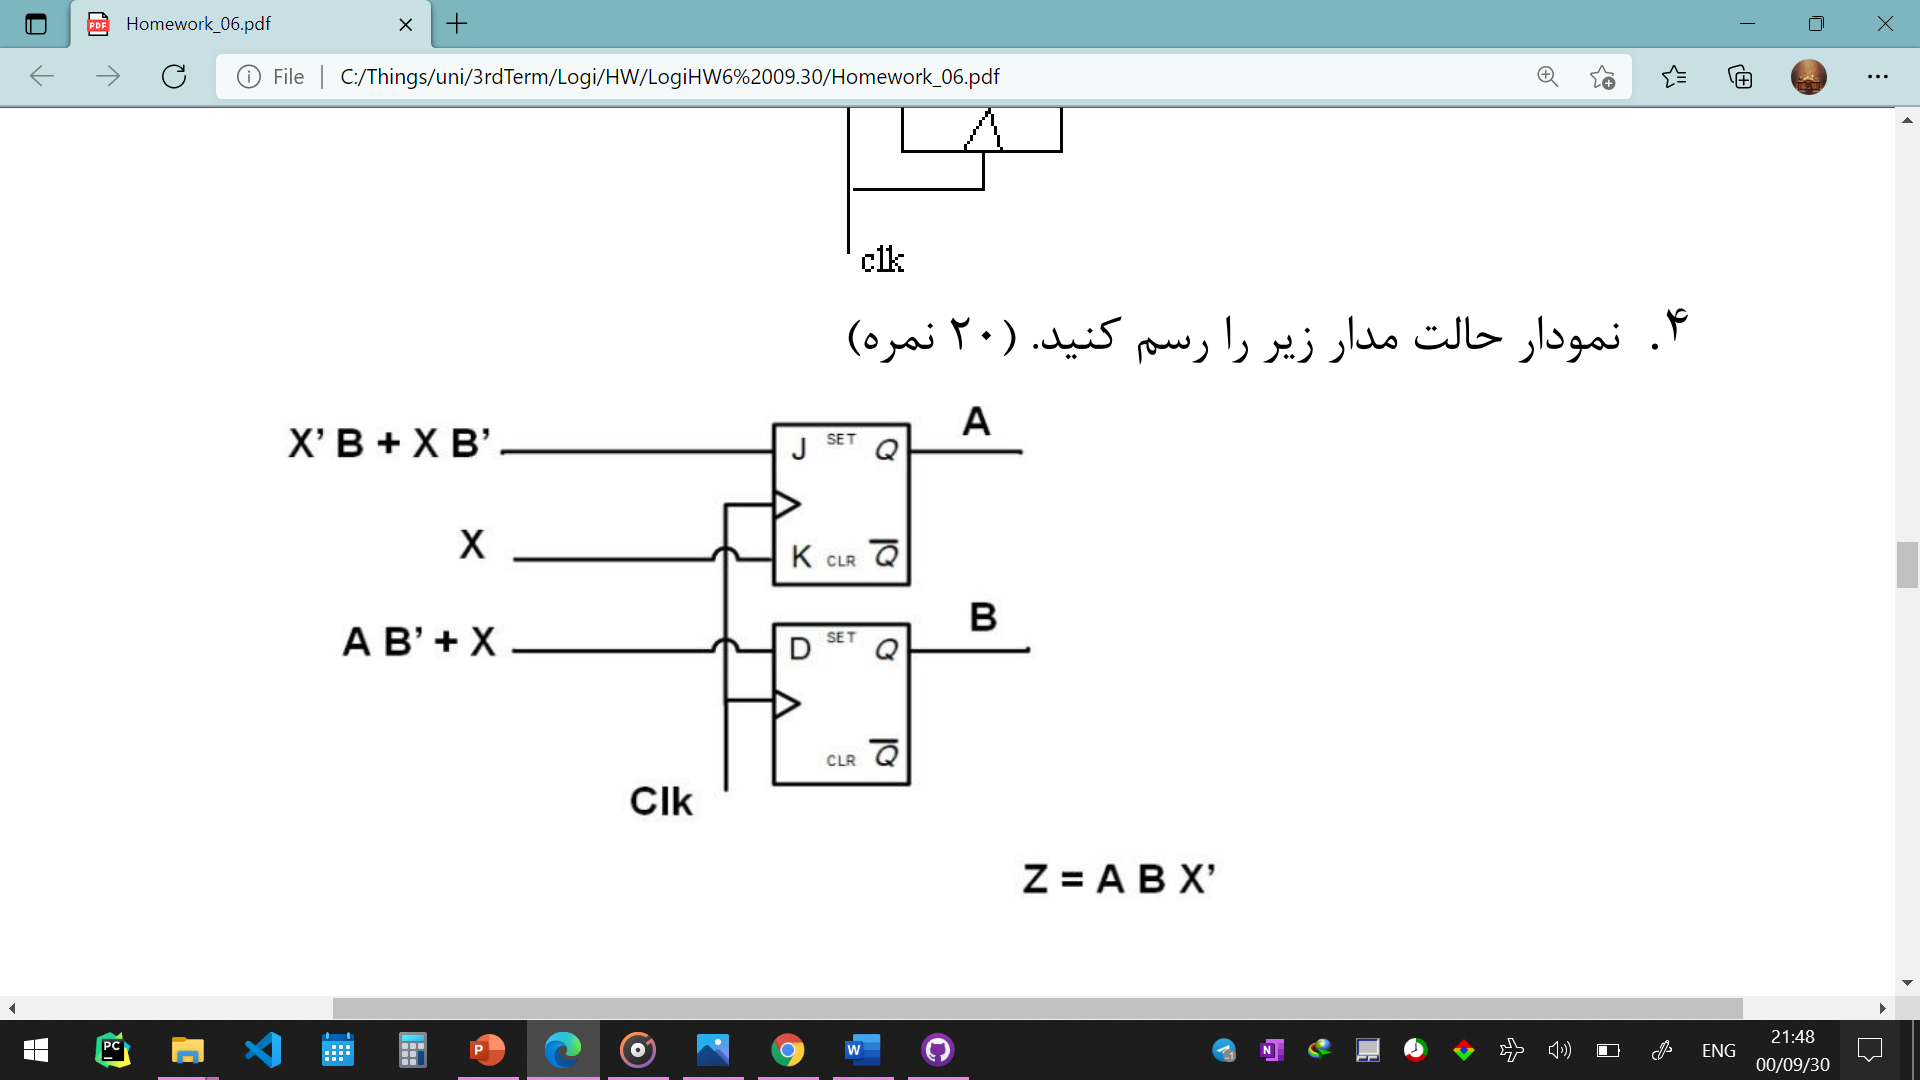 Homework_06.pdf
File
C:/Things/uni/3rdTerm/Logi/HW/LogiHW6%2009.30/Homework_06.pdf
clk
۴. نمودار حالت مدار زیر را رسم کنید. (۲۰ نمره)
A
X’ B + X B’
J SET Q
X
K CLR Q
B
A B’ + X
D SET Q
CLR Q
Clk
Z = A B X’
ENG
21:48
00/09/30